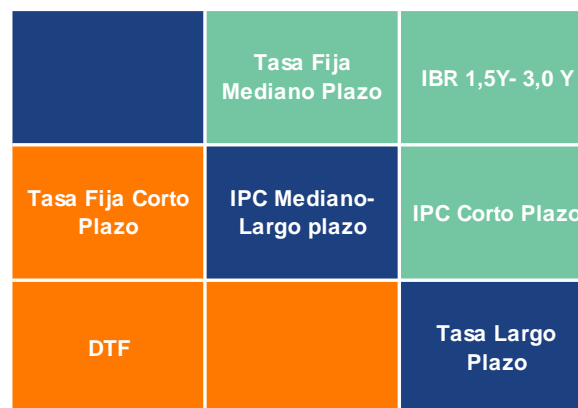 Tasa Fija
Mediano Plazo
IBR 1,5Y- 3,0 Y
Tasa Fija Corto
Plazo
IPC Mediano-
Largo plazo
IPC Corto Plazo
DTF
Tasa Largo
Plazo